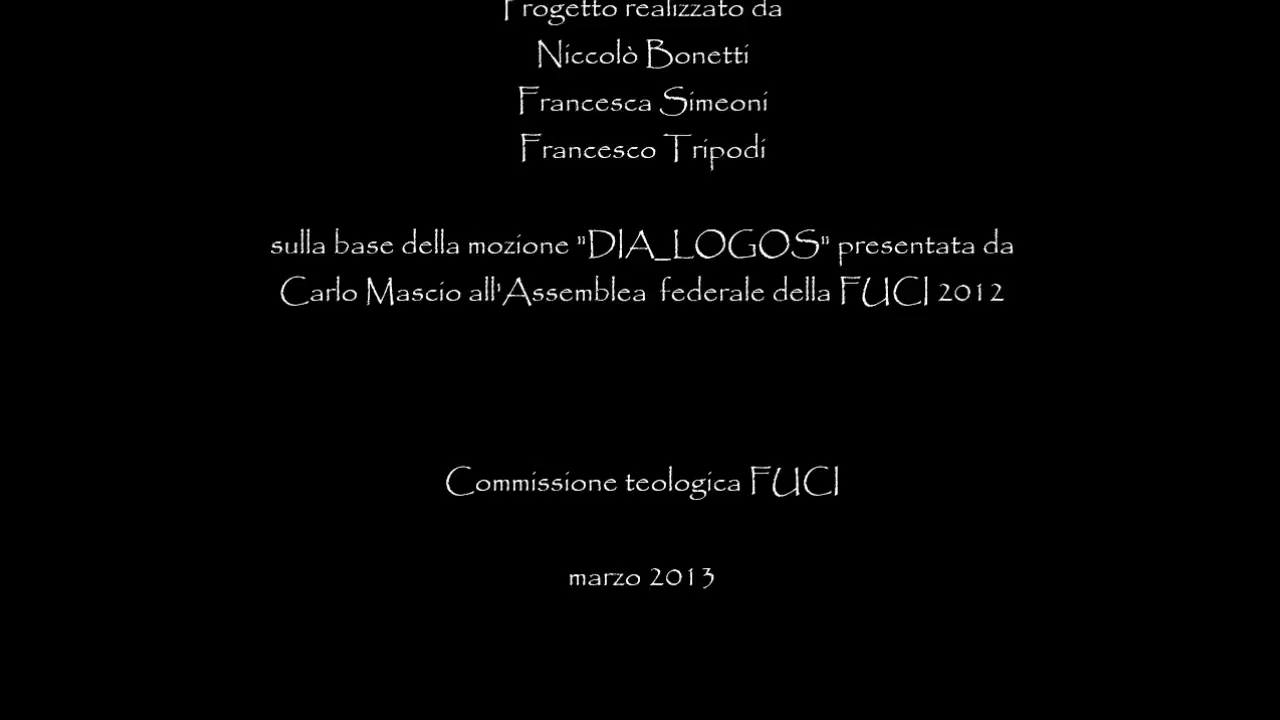 Progetto realizzato da
Niccolò Bonetti
Francesca Simeoni
Francesco Tripodi
sulla base della mozione "DIA_LOGOS" presentata da
Carlo Mascio all'Assemblea federale della FUCI 2012
Commissione teologica FUCI
marzo 2013